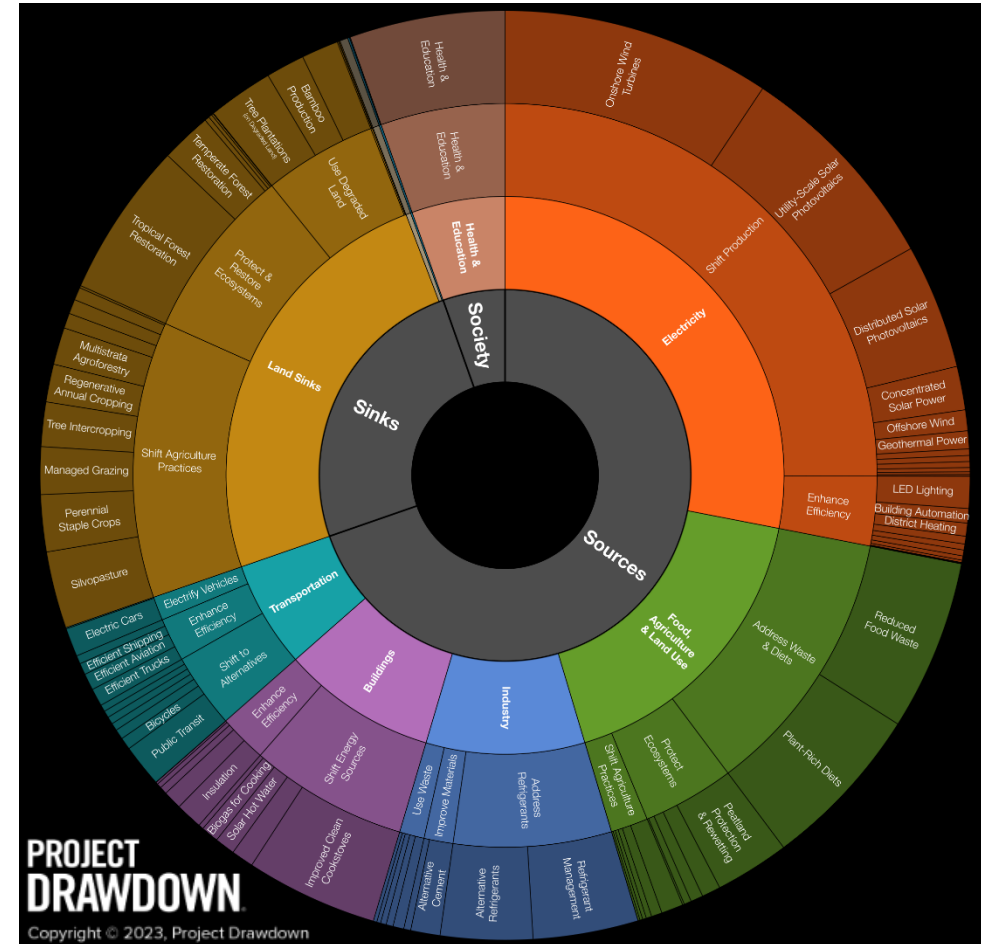 Sources
Sinks
Society
Electricity
Food,
Agriculture
& Land Use
Industry
Buildings
Transportation
Land Sinks
Health &
Education
Shift Production
Enhance
Efficiency
Address Waste
& Diets
Protect
Ecosystems
Shift Agriculture
Practices
Address
Refrigerants
Improve Materials
Use Waste
Shift Energy
Sources
Enhance
Efficiency
Shift to
Alternatives
Enhance
Efficiency
Electrify Vehicles
Shift Agriculture
Practices
Protect &
Restore
Ecosystems
Use Degraded
Land
Health &
Education
Onshore Wind
Turbines
Utility-Scale Solar
Photovoltaics
Distributed Solar
Photovoltaics
Concentrated
Solar Power
Offshore Wind
Geothermal Power
LED Lighting
Building Automation
District Heating
Reduced
Food Waste
Plant-Rich Diets
Peatland
Protection
& Rewetting
Refrigerant
Management
Alternative
Refrigerants
Alternative
Cement
Improved Clean
Cookstoves
Solar Hot Water
Biogas for Cooking
Insulation
Public Transit
Bicycles
Efficient Trucks
Efficient Aviation
Efficient Shipping
Electric Cars
Silvopasture
Perennial
Staple Crops
Managed Grazing
Tree Intercropping
Regenerative
Annual Cropping
Multistrata
Agroforestry
Tropical Forest
Restoration
Temperate Forest
Restoration
Tree Plantations
(on Degraded Land)
Bamboo
Production
Health &
Education
PROJECT
DRAWDOWN.
Copyright © 2023, Project Drawdown